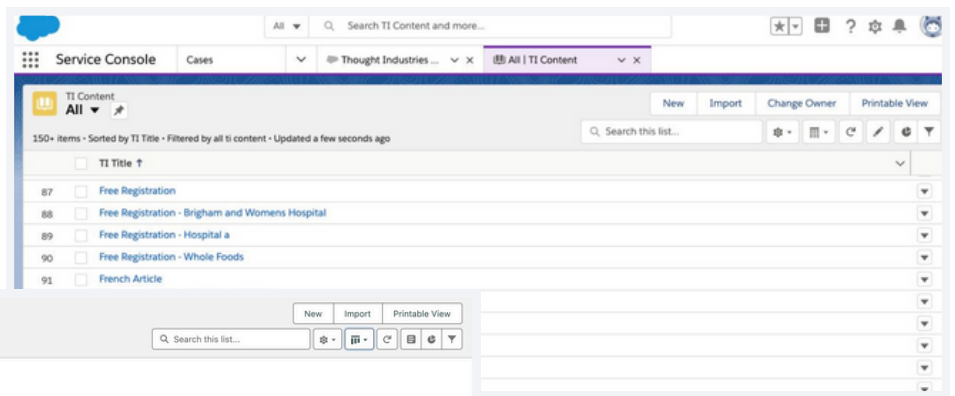 All Search TI Content and more...
Service Console Cases Thought Industries ... All | TI Content
TI Content
All
New Import Change Owner Printable View
150+ items • Sorted by TI Title • Filtered by all ti content • Updated a few seconds ago
Search this list...
TI Title
87 Free Registration
88 Free Registration - Brigham and Womens Hospital
89 Free Registration - Hospital a
90 Free Registration - Whole Foods
91 French Article
New Import Printable View
Search this list...